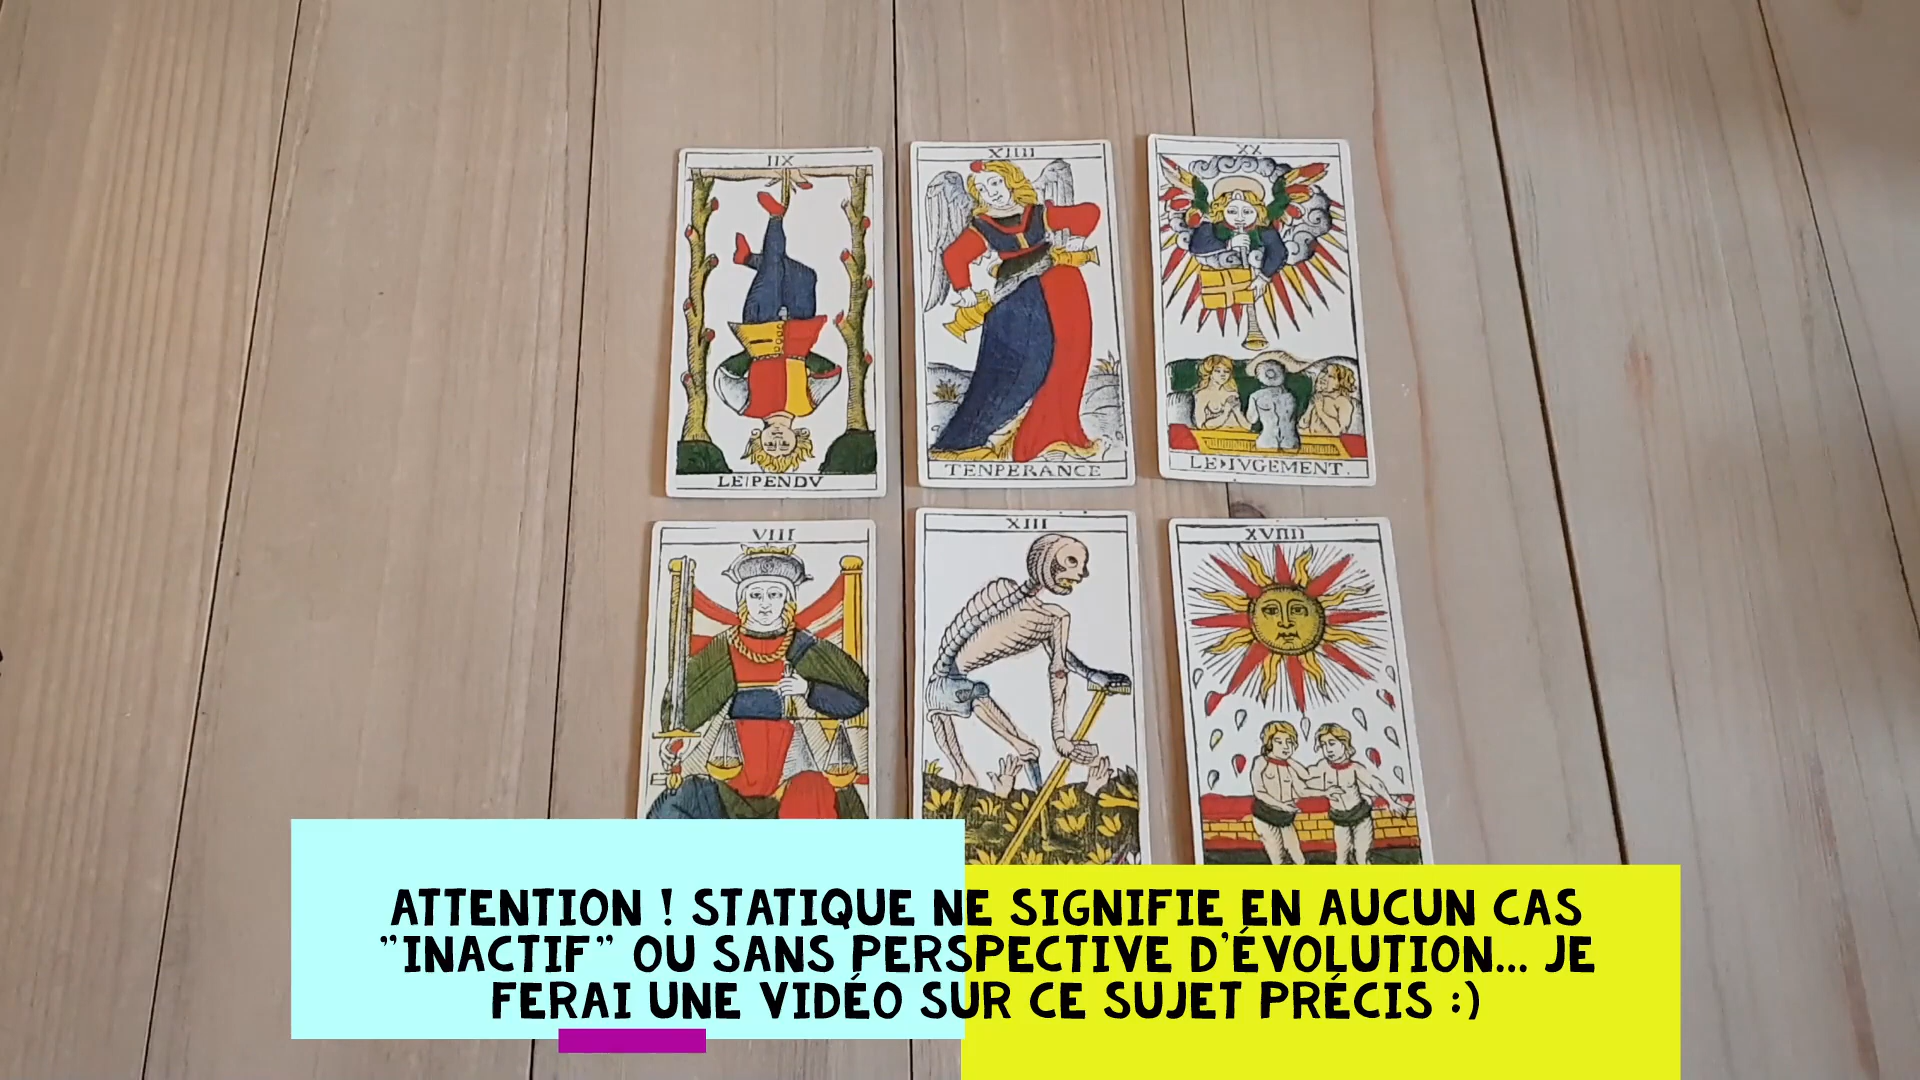 IIX
XIIII
XX
LE PENDV
TENPERANCE
LE IVGEMENT.
VIII
XIII
XVIIII
ATTENTION ! STATIQUE NE SIGNIFIE EN AUCUN CAS
"INACTIF" OU SANS PERSPECTIVE D'ÉVOLUTION... JE
FERAI UNE VIDÉO SUR CE SUJET PRÉCIS :)